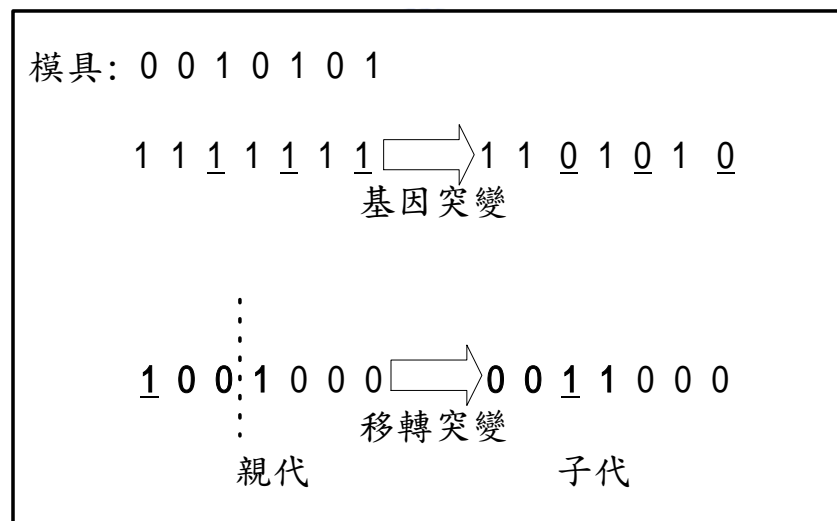 模具: 0 0 1 0 1 0 1
1 1 1 1 1 1 1 1 1 0 1 0 1 0
基因突變
1 0 0 1 0 0 0 0 0 1 1 0 0 0
移轉突變
親代 子代